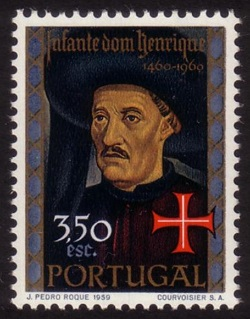 Infante dom Henrique
1460-1960
3,50
esc.
PORTUGAL
J. PEDRO ROQUE 1959 COURVOISIER S.A.